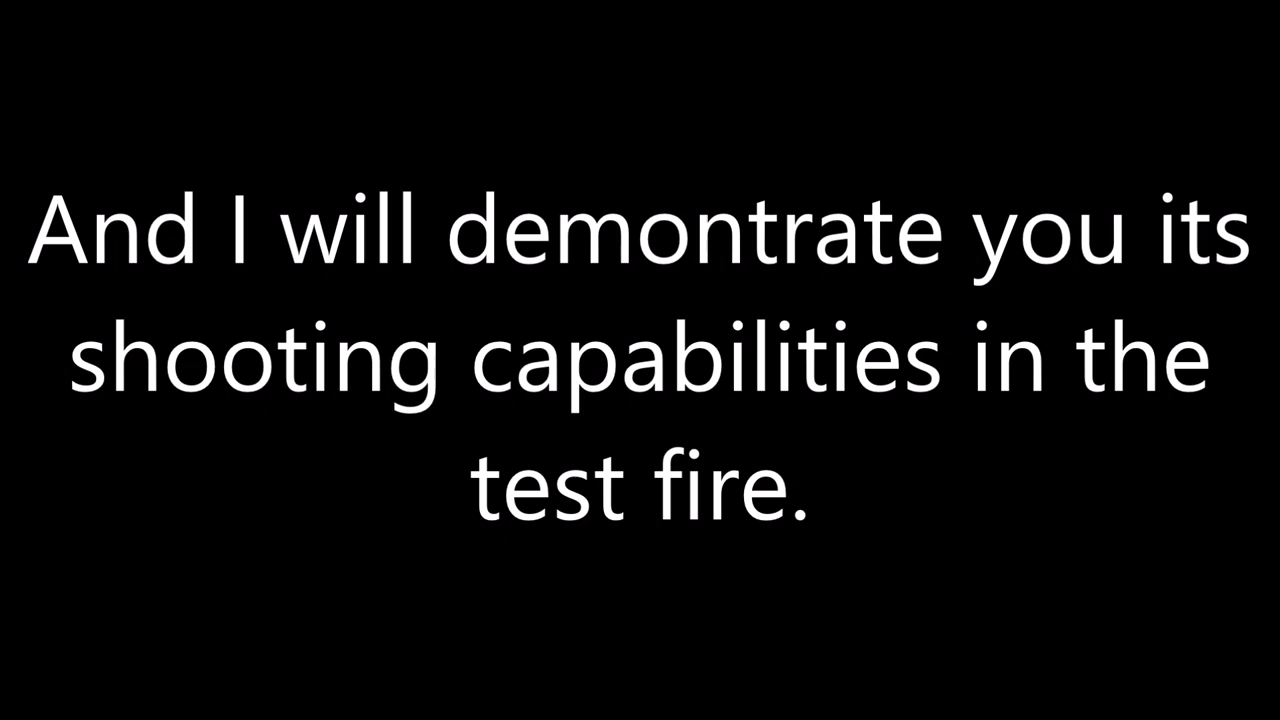 And I will demontrate you its
shooting capabilities in the
test fire.